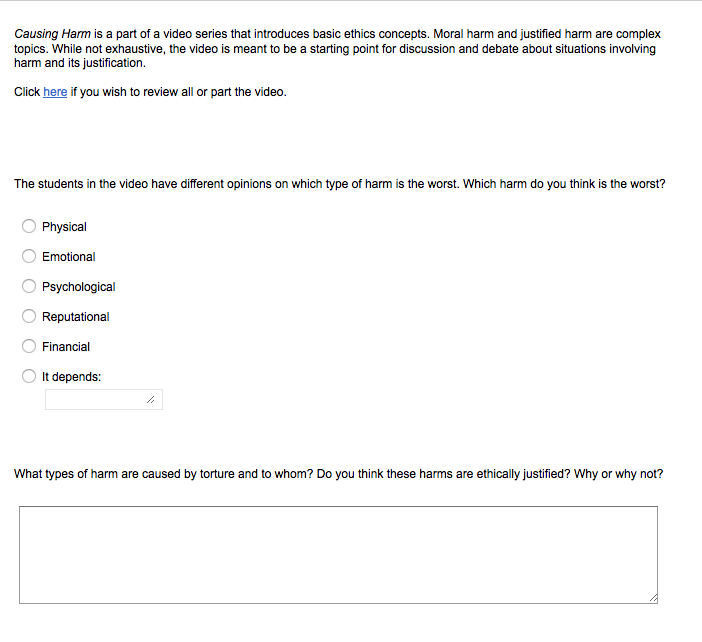 Causing Harm is a part of a video series that introduces basic ethics concepts. Moral harm and justified harm are complex
topics. While not exhaustive, the video is meant to be a starting point for discussion and debate about situations involving
harm and its justification.
Click here if you wish to review all or part the video.
The students in the video have different opinions on which type of harm is the worst. Which harm do you think is the worst?
Physical
Emotional
Psychological
Reputational
Financial
It depends:
What types of harm are caused by torture and to whom? Do you think these harms are ethically justified? Why or why not?